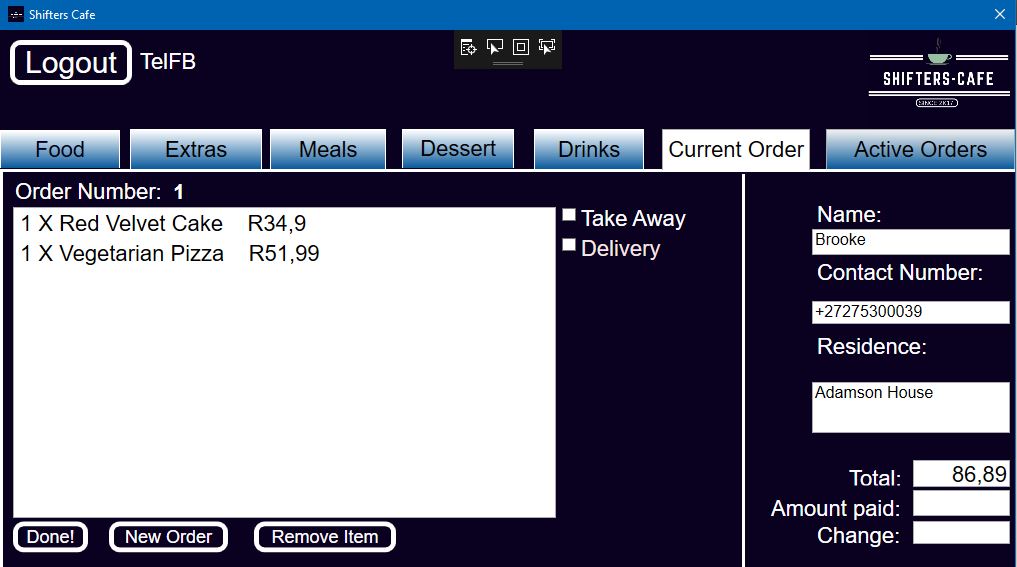 Shifters Cafe
Logout TelFB
SHIFTERS-CAFE
SINCE 2K17
Food Extras Meals Dessert Drinks Current Order Active Orders
Order Number: 1
1 X Red Velvet Cake R34,9
1 X Vegetarian Pizza R51,99
Take Away
Delivery
Name:
Brooke
Contact Number:
+27275300039
Residence:
Adamson House
Total: 86,89
Amount paid:
Change:
Done! New Order Remove Item